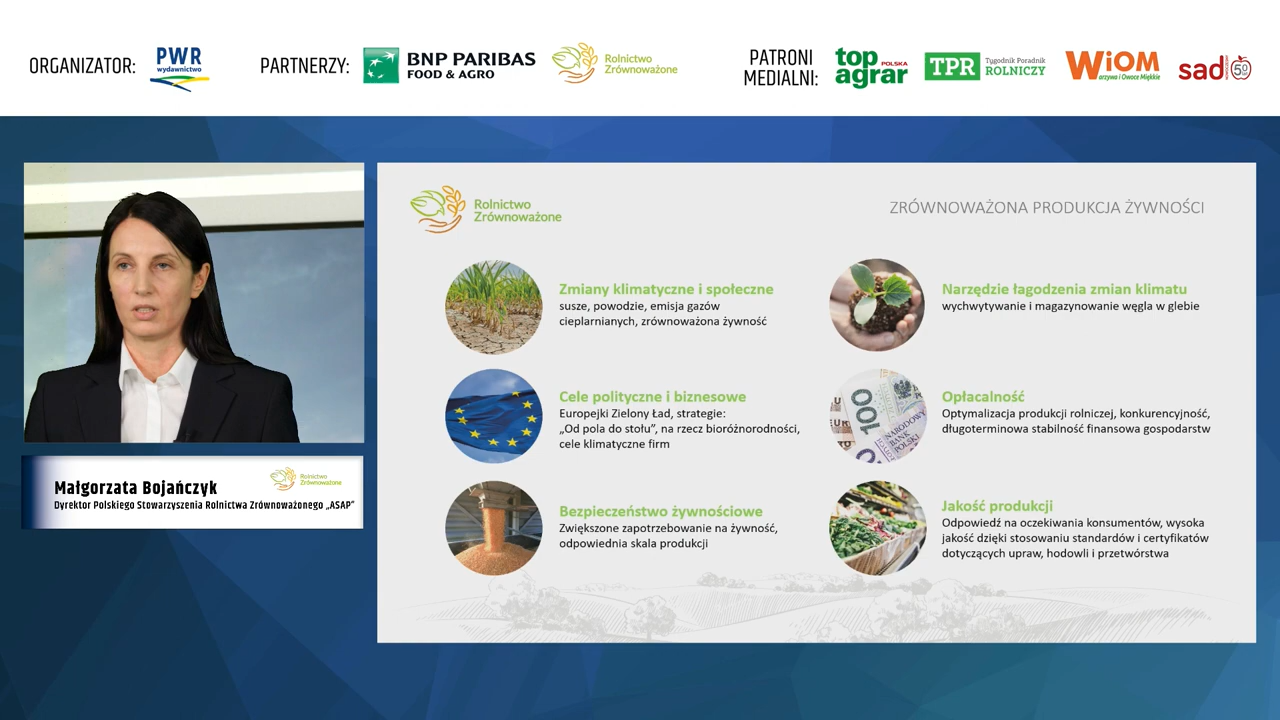 ORGANIZATOR:
PWR
wydawnictwo
PARTNERZY:
BNP PARIBAS
FOOD & AGRO
Rolnictwo
Zrównoważone
PATRONI
MEDIALNI:
top
agrar
POLSKA
TPR
Tygodnik Poradnik
ROLNICZY
WiOM
arzywa i Owoce Miękkie
sad
Rolnictwo
Zrównoważone
ZRÓWNOWAŻONA PRODUKCJA ŻYWNOŚCI
Zmiany klimatyczne i społeczne
susze, powodzie, emisja gazów
cieplarnianych, zrównoważona żywność
Cele polityczne i biznesowe
Europejki Zielony Ład, strategie:
„Od pola do stołu”, na rzecz bioróżnorodności,
cele klimatyczne firm
Bezpieczeństwo żywnościowe
Zwiększone zapotrzebowanie na żywność,
odpowiednia skala produkcji
Narzędzie łagodzenia zmian klimatu
wychwytywanie i magazynowanie węgla w glebie
Opłacalność
Optymalizacja produkcji rolniczej, konkurencyjność,
długoterminowa stabilność finansowa gospodarstw
Jakość produkcji
Odpowiedź na oczekiwania konsumentów, wysoka
jakość dzięki stosowaniu standardów i certyfikatów
dotyczących upraw, hodowli i przetwórstwa
100
NARODOWY
BANK
POLSKI
Rolnictwo
Zrównoważone
Małgorzata Bojańczyk
Dyrektor Polskiego Stowarzyszenia Rolnictwa Zrównoważonego „ASAP”